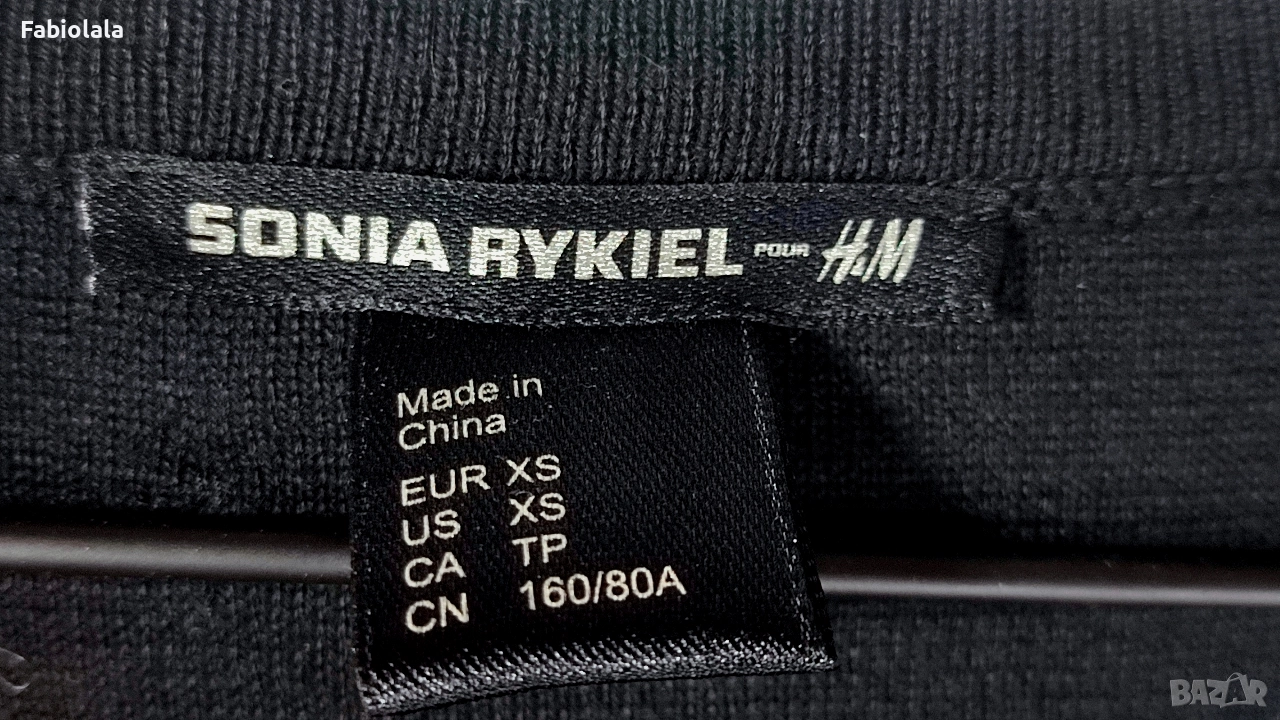 Fabiolala
SONIA RYKIEL POUR H&M
Made in
China
EUR XS
US XS
CA TP
CN 160/80A
BAZAR